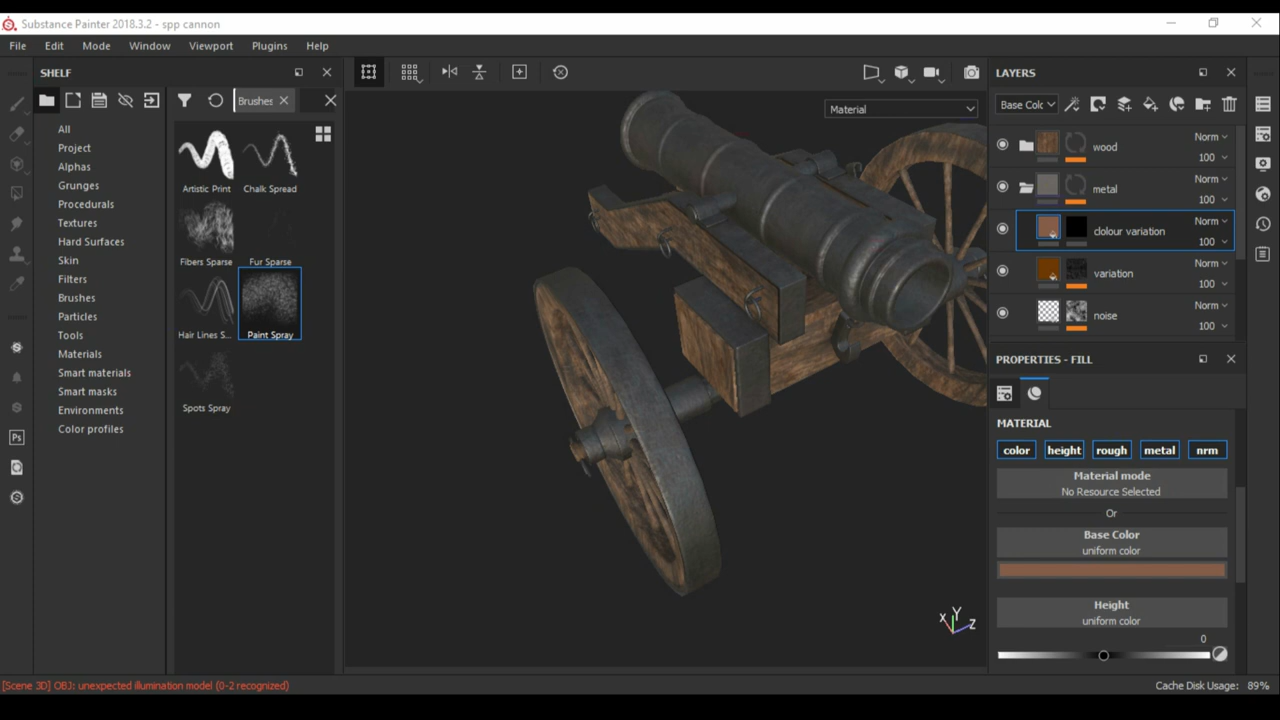 Substance Painter 2018.3.2 - spp cannon
File Edit Mode Window Viewport Plugins Help
SHELF
Brushes
All
Project
Alphas
Grunges
Procedurals
Textures
Hard Surfaces
Skin
Filters
Brushes
Particles
Tools
Materials
Smart materials
Smart masks
Environments
Color profiles
Artistic Print Chalk Spread
Fibers Sparse Fur Sparse
Hair Lines S... Paint Spray
Spots Spray
Material
X Y Z
LAYERS
Base Colc
wood Norm 100
metal Norm 100
clolour variation Norm 100
variation Norm 100
noise Norm 100
PROPERTIES - FILL
MATERIAL
color height rough metal nrm
Material mode
No Resource Selected
Or
Base Color
uniform color
Height
uniform color
0
Ps
[Scene 3D] OBJ: unexpected illumination model (0-2 recognized)
Cache Disk Usage: 89%